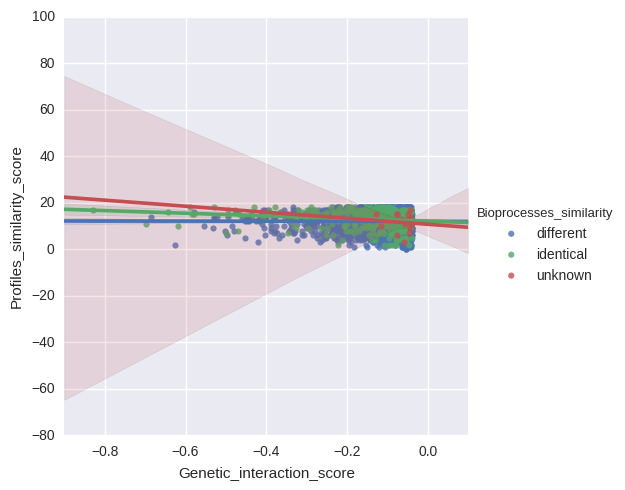 100
80
60
40
20
0
−20
−40
−60
−80
Profiles_similarity_score
−0.8
−0.6
−0.4
−0.2
0.0
Genetic_interaction_score
Bioprocesses_similarity
different
identical
unknown